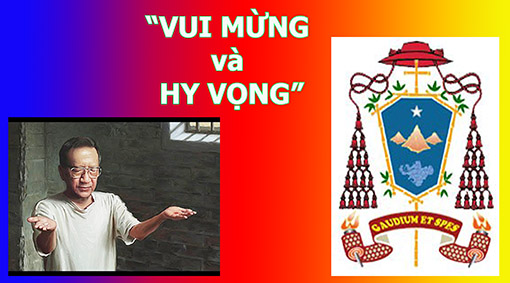 “VUI MỪNG
và
HY VỌNG”
GAUDIUM ET SPES